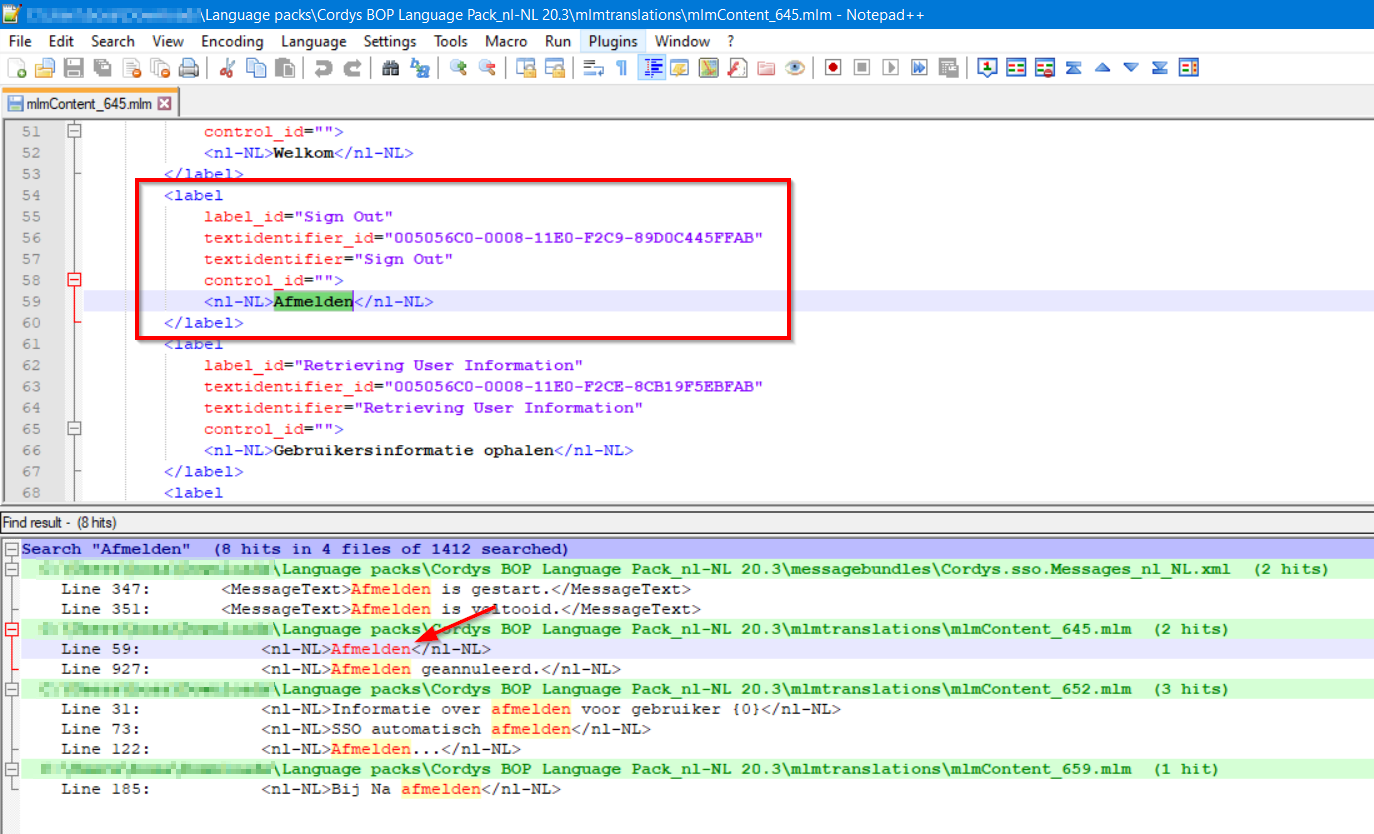 \Language packs\Cordys BOP Language Pack_nl-NL 20.3\mlmtranslations\mlmContent_645.mlm - Notepad++
File Edit Search View Encoding Language Settings Tools Macro Run Plugins Window ?
mlmContent_645.mlm
51 control_id="">
52 <nl-NL>Welkom</nl-NL>
53 </label>
54 <label
55 label_id="Sign Out"
56 textidentifier_id="005056C0-0008-11E0-F2C9-89D0C445FFAB"
57 textidentifier="Sign Out"
58 control_id="">
59 <nl-NL>Afmelden</nl-NL>
60 </label>
61 <label
62 label_id="Retrieving User Information"
63 textidentifier_id="005056C0-0008-11E0-F2CE-8CB19F5EBFAB"
64 textidentifier="Retrieving User Information"
65 control_id="">
66 <nl-NL>Gebruikersinformatie ophalen</nl-NL>
67 </label>
68 <label
Find result - (8 hits)
Search "Afmelden" (8 hits in 4 files of 1412 searched)
\Language packs\Cordys BOP Language Pack_nl-NL 20.3\messagebundles\Cordys.sso.Messages_nl_NL.xml (2 hits)
Line 347: <MessageText>Afmelden is gestart.</MessageText>
Line 351: <MessageText>Afmelden is voltooid.</MessageText>
\Language packs\Cordys BOP Language Pack_nl-NL 20.3\mlmtranslations\mlmContent_645.mlm (2 hits)
Line 59: <nl-NL>Afmelden</nl-NL>
Line 927: <nl-NL>Afmelden geannuleerd.</nl-NL>
\Language packs\Cordys BOP Language Pack_nl-NL 20.3\mlmtranslations\mlmContent_652.mlm (3 hits)
Line 31: <nl-NL>Informatie over afmelden voor gebruiker {0}</nl-NL>
Line 73: <nl-NL>SSO automatisch afmelden</nl-NL>
Line 122: <nl-NL>Afmelden...</nl-NL>
\Language packs\Cordys BOP Language Pack_nl-NL 20.3\mlmtranslations\mlmContent_659.mlm (1 hit)
Line 185: <nl-NL>Bij Na afmelden</nl-NL>